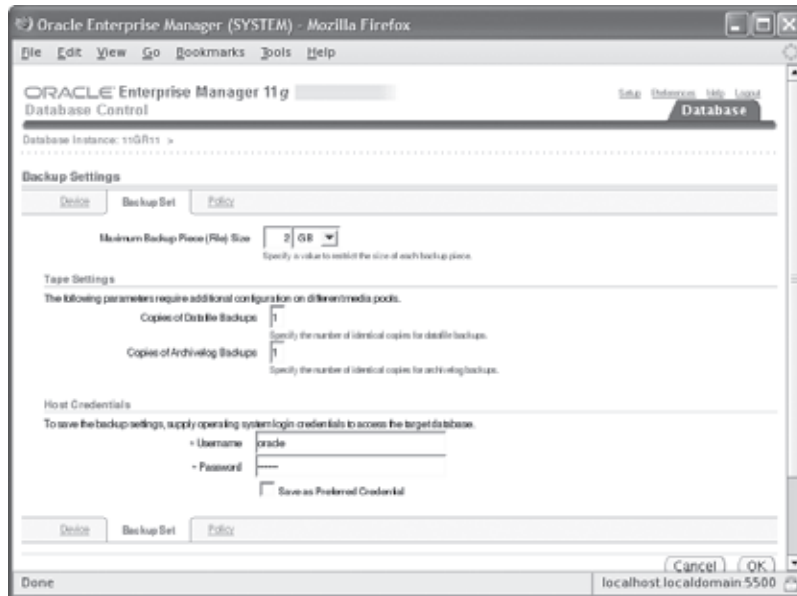 Oracle Enterprise Manager (SYSTEM) - Mozilla Firefox
File Edit View Go Bookmarks Tools Help
ORACLE Enterprise Manager 11g
Database Control
Setup Preferences Help Logout
Database
Database Instance: 11GR11 >
Backup Settings
Device Backup Set Policy
Maximum Backup Piece (File) Size 2 GB
Specify a value to restrict the size of each backup piece.
Tape Settings
The following parameters require additional configuration on different media pools.
Copies of Datafile Backups 1
Specify the number of identical copies for datafile backups.
Copies of Archivelog Backups 1
Specify the number of identical copies for archivelog backups.
Host Credentials
To save the backup settings, supply operating system login credentials to access the target database.
* Username oracle
* Password *****
Save as Preferred Credential
Device Backup Set Policy
Cancel OK
Done localhost.localdomain:5500